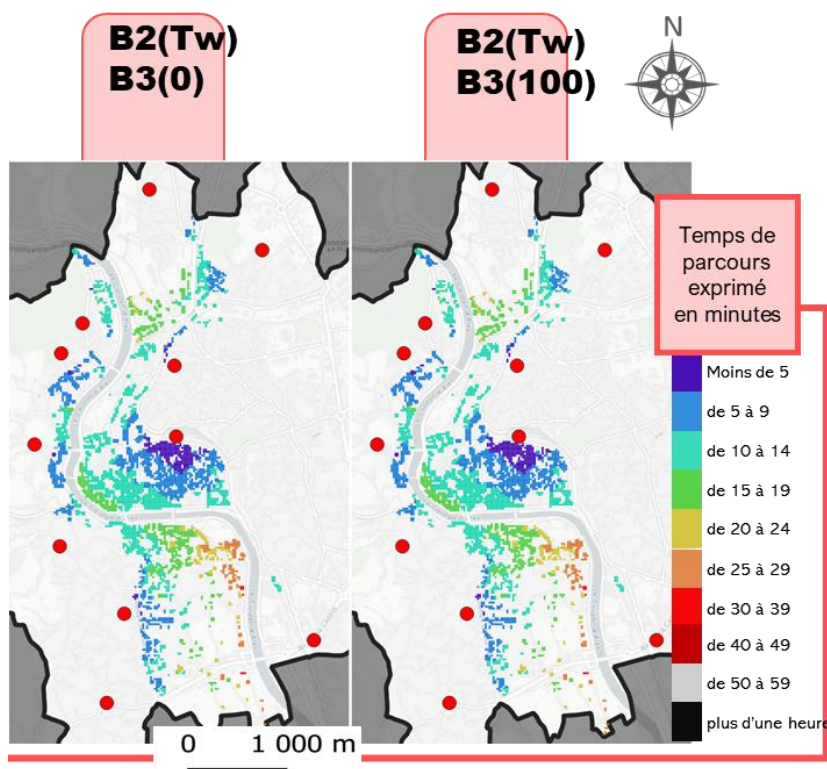 B2(Tw)
B3(0)
B2(Tw)
B3(100)
N
Temps de
parcours
exprimé
en minutes
Moins de 5
de 5 à 9
de 10 à 14
de 15 à 19
de 20 à 24
de 25 à 29
de 30 à 39
de 40 à 49
de 50 à 59
plus d'une heure
0 1 000 m